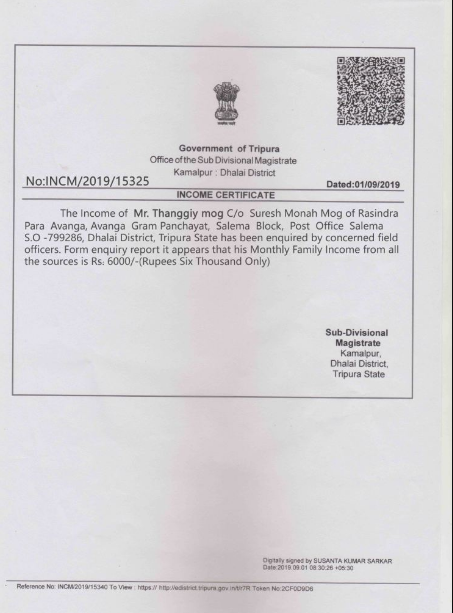 Government of Tripura
Office of the Sub Divisional Magistrate
Kamalpur : Dhalai District
No:INCM/2019/15325
Dated:01/09/2019
INCOME CERTIFICATE
The Income of Mr. Thanggiy mog C/o Suresh Monah Mog of Rasindra
Para Avanga, Avanga Gram Panchayat, Salema Block, Post Office Salema
S.O -799286, Dhalai District, Tripura State has been enquired by concerned field
officers. Form enquiry report it appears that his Monthly Family Income from all
the sources is Rs. 6000/-(Rupees Six Thousand Only)
Sub-Divisional
Magistrate
Kamalpur,
Dhalai District,
Tripura State
Digitally signed by SUSANTA KUMAR SARKAR
Date:2019.09.01 08:30:26 +05:30
Reference No: INCM/2019/15340 To View : https:// http://edistrict.tripura.gov Token No:2CF0D9D6